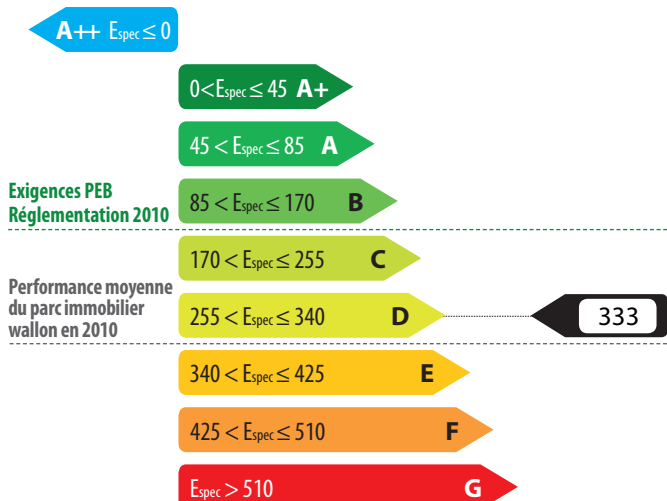 A++ Espec ≤ 0
0<Espec ≤ 45 A+
45 < Espec ≤ 85 A
Exigences PEB
Réglementation 2010
85 < Espec ≤ 170 B
170 < Espec ≤ 255 C
Performance moyenne
du parc immobilier
wallon en 2010
255 < Espec ≤ 340 D
333
340 < Espec ≤ 425 E
425 < Espec ≤ 510 F
Espec > 510 G